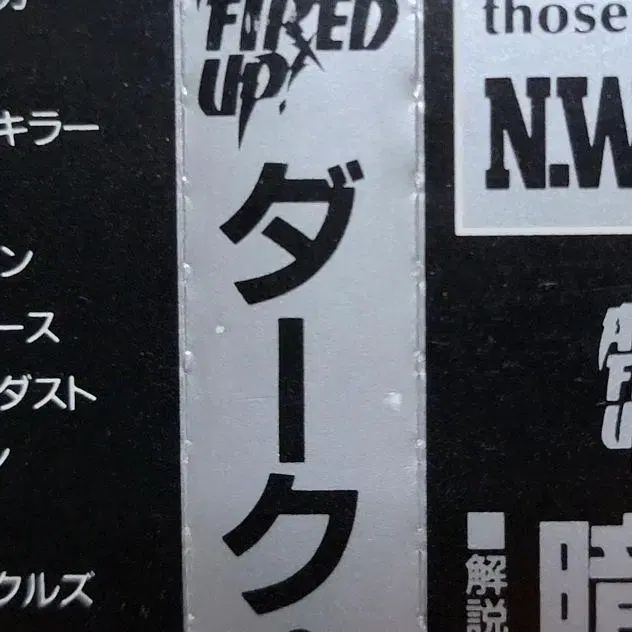 キラー
ン
ース
ダスト
クルズ
FIRED
UP!
ダーク
those
N.W
■解説
暗